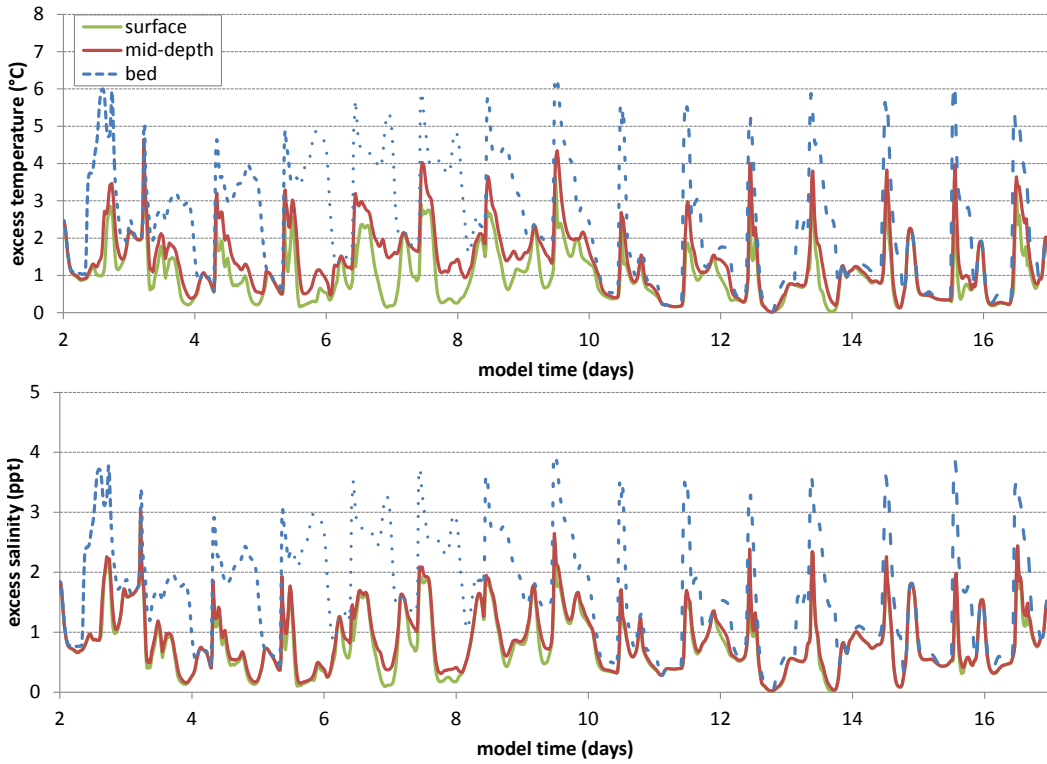 8
7
6
5
4
3
2
1
0
excess temperature (°C)
surface
mid-depth
bed
2 4 6 8 10 12 14 16
model time (days)
5
4
3
2
1
0
excess salinity (ppt)
2 4 6 8 10 12 14 16
model time (days)